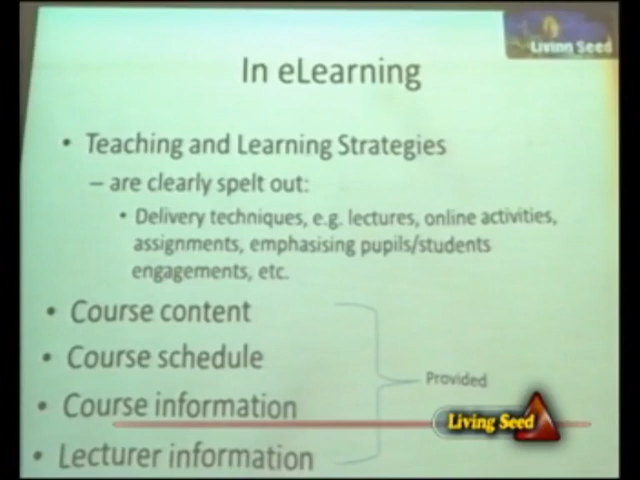 Living Seed
In eLearning
• Teaching and Learning Strategies
– are clearly spelt out:
• Delivery techniques, e.g. lectures, online activities,
assignments, emphasising pupils/students
engagements, etc.
• Course content
• Course schedule
Provided
• Course information
Living Seed
• Lecturer information